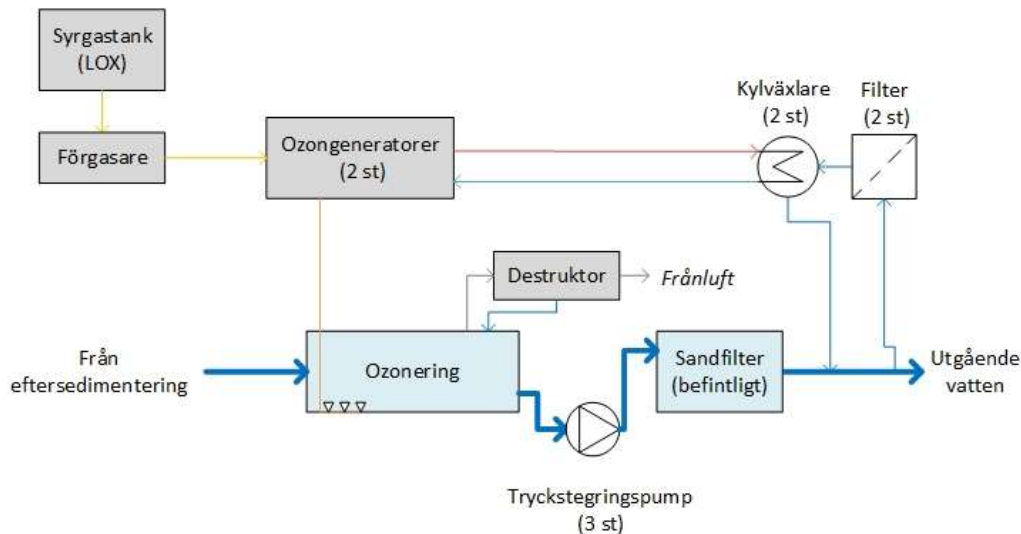 Syrgastank
(LOX)
Förgasare
Ozongeneratorer
(2 st)
Kylväxlare
(2 st)
Filter
(2 st)
Destruktor
Frånluft
Från
eftersedimentering
Ozonering
Sandfilter
(befintligt)
Utgående
vatten
Tryckstegringspump
(3 st)